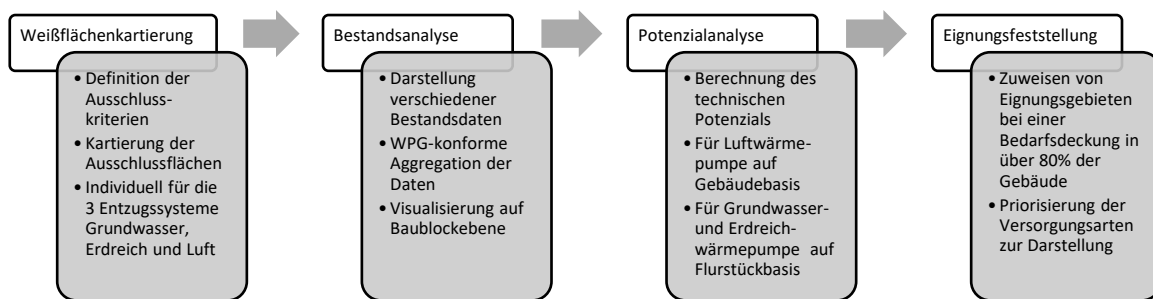 Weißflächenkartierung
• Definition der
Ausschluss-
kriterien
• Kartierung der
Ausschlussflächen
• Individuell für die
3 Entzugssysteme
Grundwasser,
Erdreich und Luft
Bestandsanalyse
• Darstellung
verschiedener
Bestandsdaten
• WPG-konforme
Aggregation der
Daten
• Visualisierung auf
Baublockebene
Potenzialanalyse
• Berechnung des
technischen
Potenzials
• Für Luftwärme-
pumpe auf
Gebäudebasis
• Für Grundwasser-
und Erdreich-
wärmepumpe auf
Flurstückbasis
Eignungsfeststellung
• Zuweisen von
Eignungsgebieten
bei einer
Bedarfsdeckung in
über 80% der
Gebäude
• Priorisierung der
Versorgungsarten
zur Darstellung